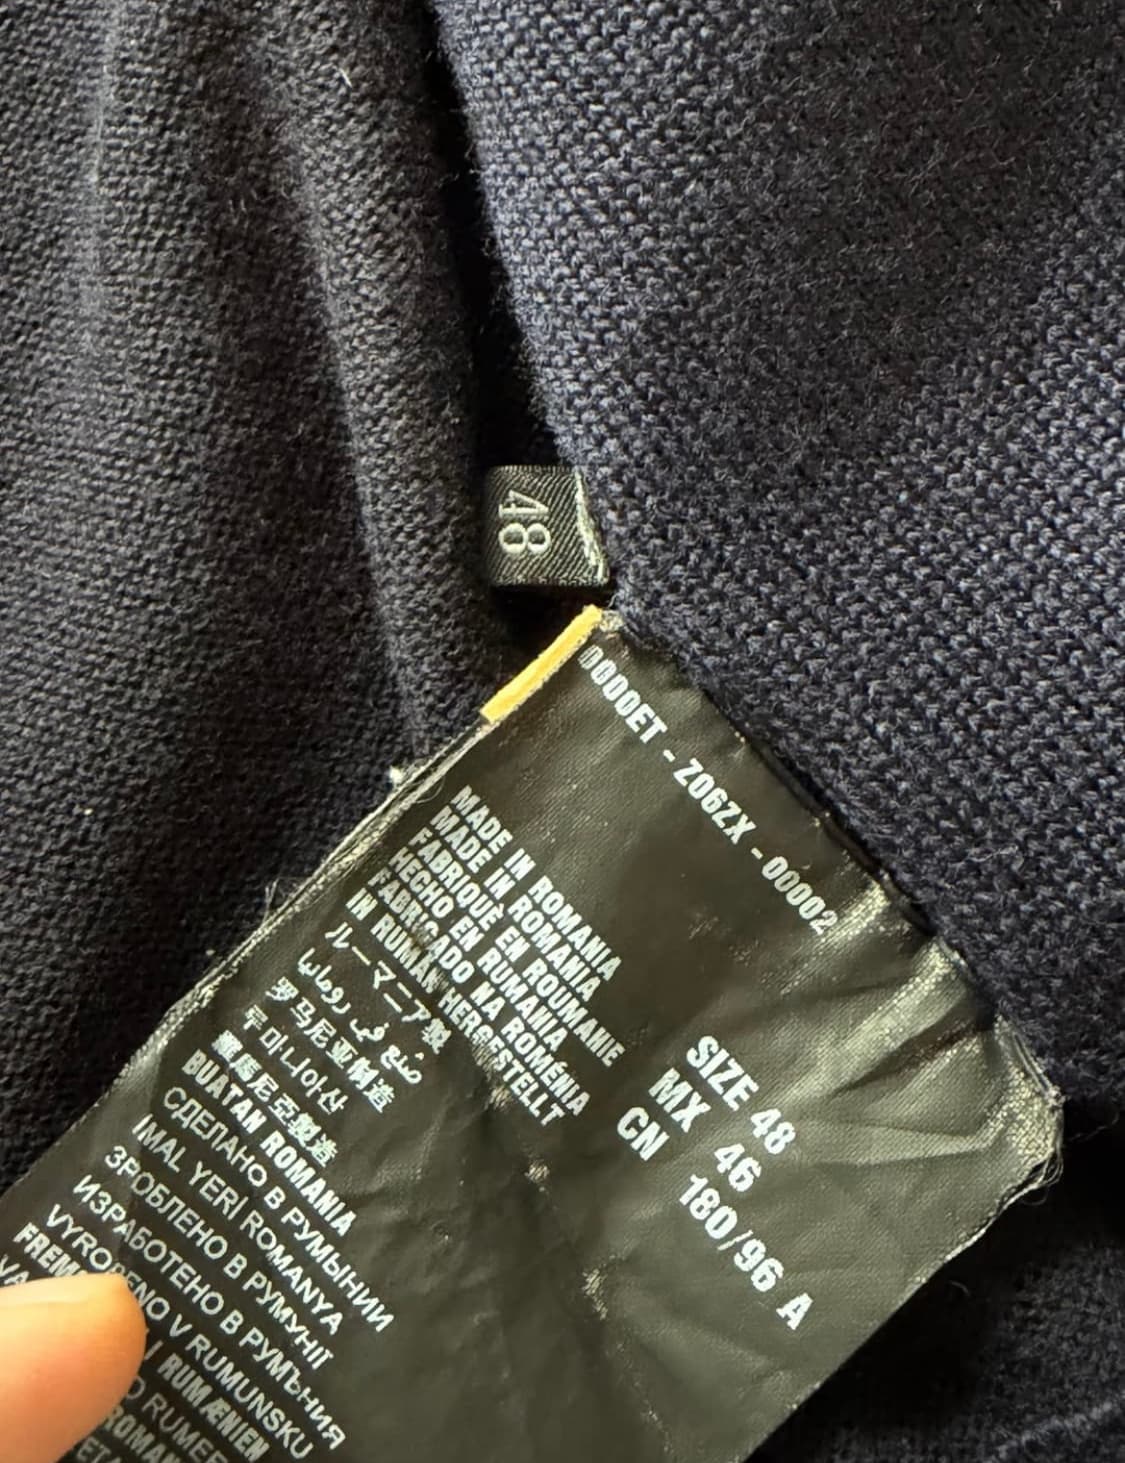 48
0000ET - Z06ZX - 00002
MADE IN ROMANIA
MADE IN ROMANIA
FABRIQUÉ EN ROUMANIE
HECHO EN RUMANIA
FABRICADO NA ROMÉNIA
IN RUMÄNIEN HERGESTELLT
ルーマニア製
صنع في رومانيا
罗马尼亚制造
루마니아산
羅馬尼亞製造
BUATAN ROMANIA
СДЕЛАНО В РУМЫНИИ
IMAL YERİ ROMANYA
ЗРОБЛЕНО В РУМУНІЇ
ИЗРАБОТЕНО В РУМЪНИЯ
VYROBENO V RUMUNSKU
I RUMÆNIEN
SIZE 48
MX 46
CN 180/96 A